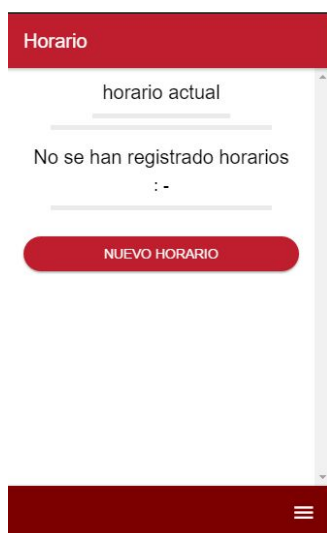 Horario
horario actual
No se han registrado horarios
: -
NUEVO HORARIO